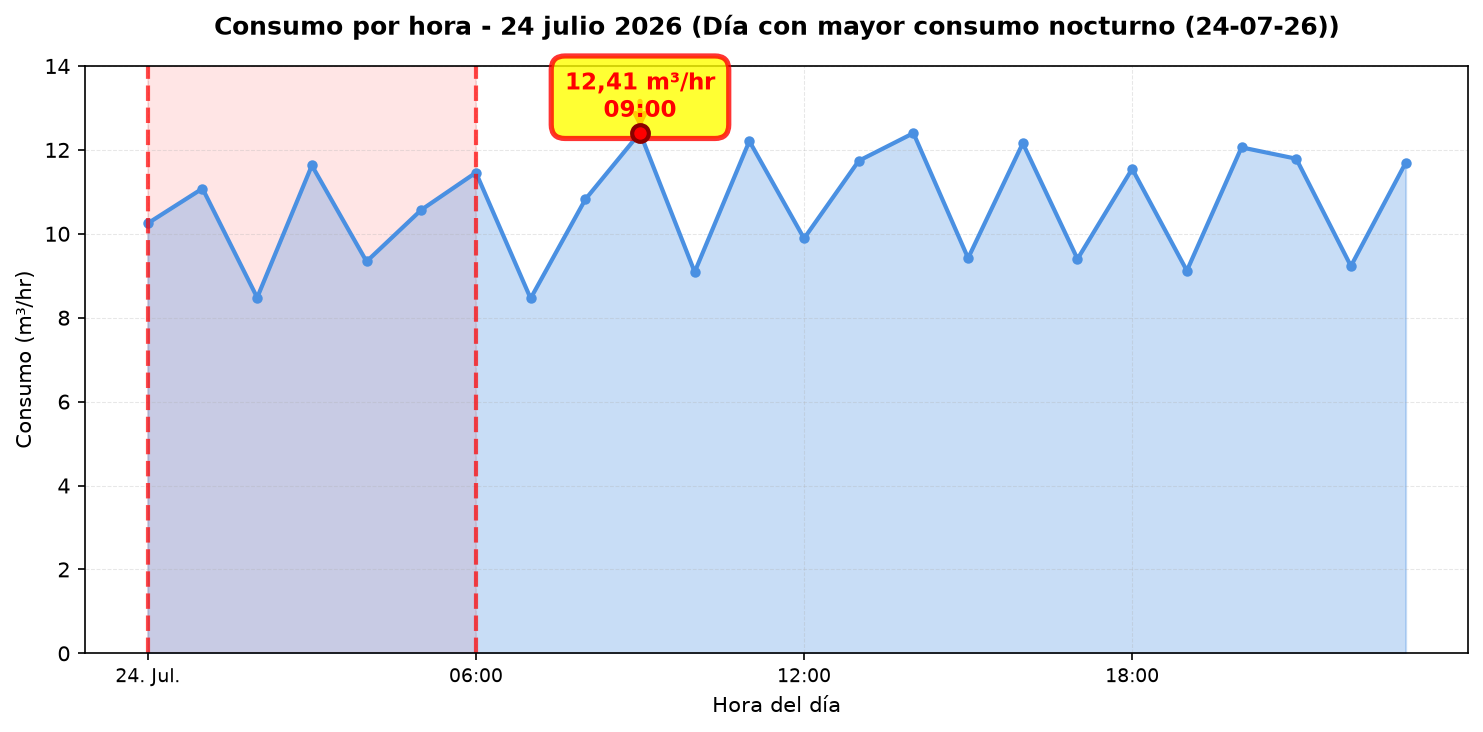 Consumo por hora - 24 julio 2026 (Día con mayor consumo nocturno (24-07-26))
12,41 m³/hr
09:00
Consumo (m³/hr)
14
12
10
8
6
4
2
0
24. Jul.
06:00
12:00
18:00
Hora del día